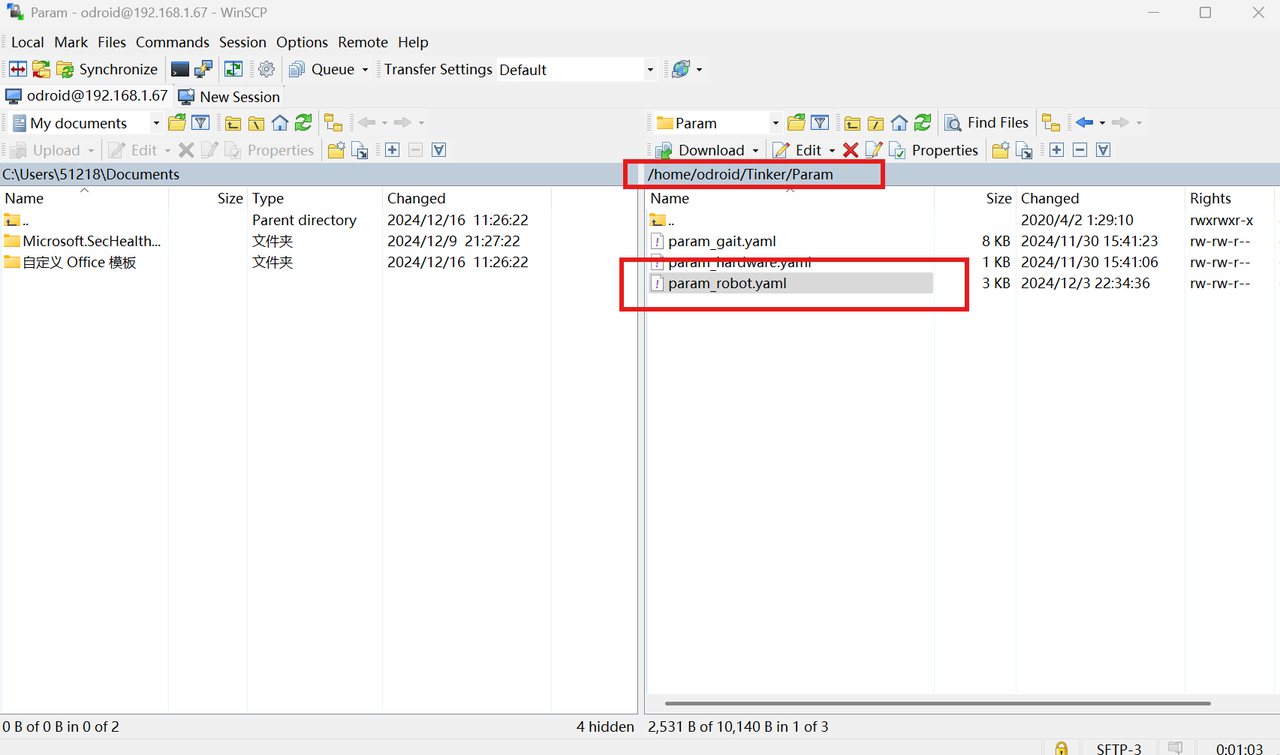 Param - odroid@192.168.1.67 - WinSCP
Local Mark Files Commands Session Options Remote Help
Synchronize Queue Transfer Settings Default
odroid@192.168.1.67 New Session
My documents Param Find Files
Upload Edit Properties Download Edit Properties
C:\Users\51218\Documents /home/odroid/Tinker/Param
Name Size Type Changed Name Size Changed Rights
.. Parent directory 2024/12/16 11:26:22 .. 2020/4/2 1:29:10 rwxrwxr-x
Microsoft.SecHealth... 文件夹 2024/12/9 21:27:22 param_gait.yaml 8 KB 2024/11/30 15:41:23 rw-rw-r--
自定义 Office 模板 文件夹 2024/12/16 11:26:22 param_hardware.yaml 1 KB 2024/11/30 15:41:06 rw-rw-r--
param_robot.yaml 3 KB 2024/12/3 22:34:36 rw-rw-r--
0 B of 0 B in 0 of 2 4 hidden 2,531 B of 10,140 B in 1 of 3
SFTP-3 0:01:03